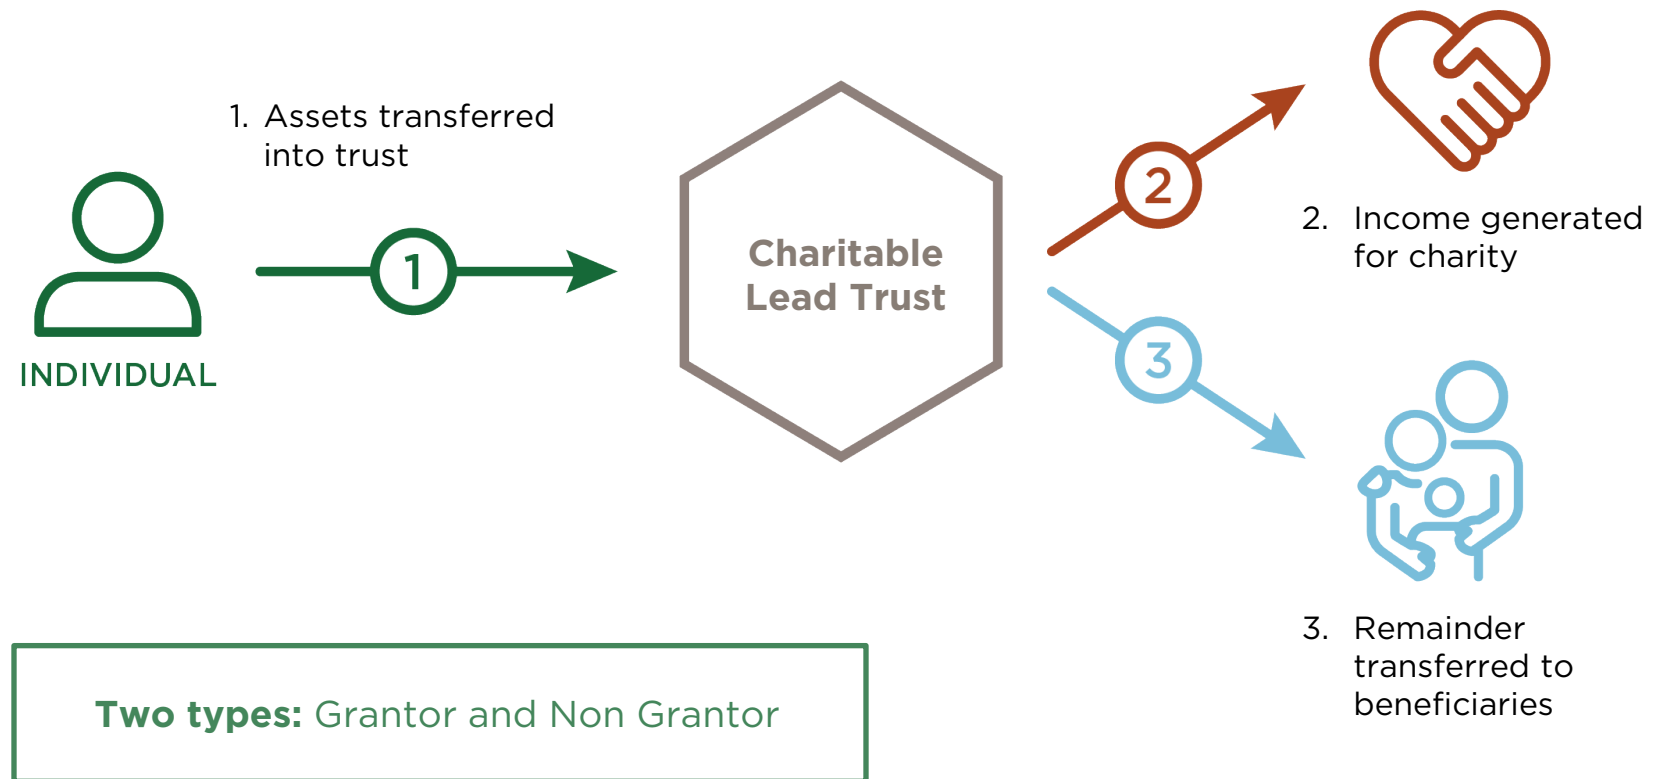 1. Assets transferred
into trust
1
INDIVIDUAL
Charitable
Lead Trust
2
2. Income generated
for charity
3
3. Remainder
transferred to
beneficiaries
Two types: Grantor and Non Grantor